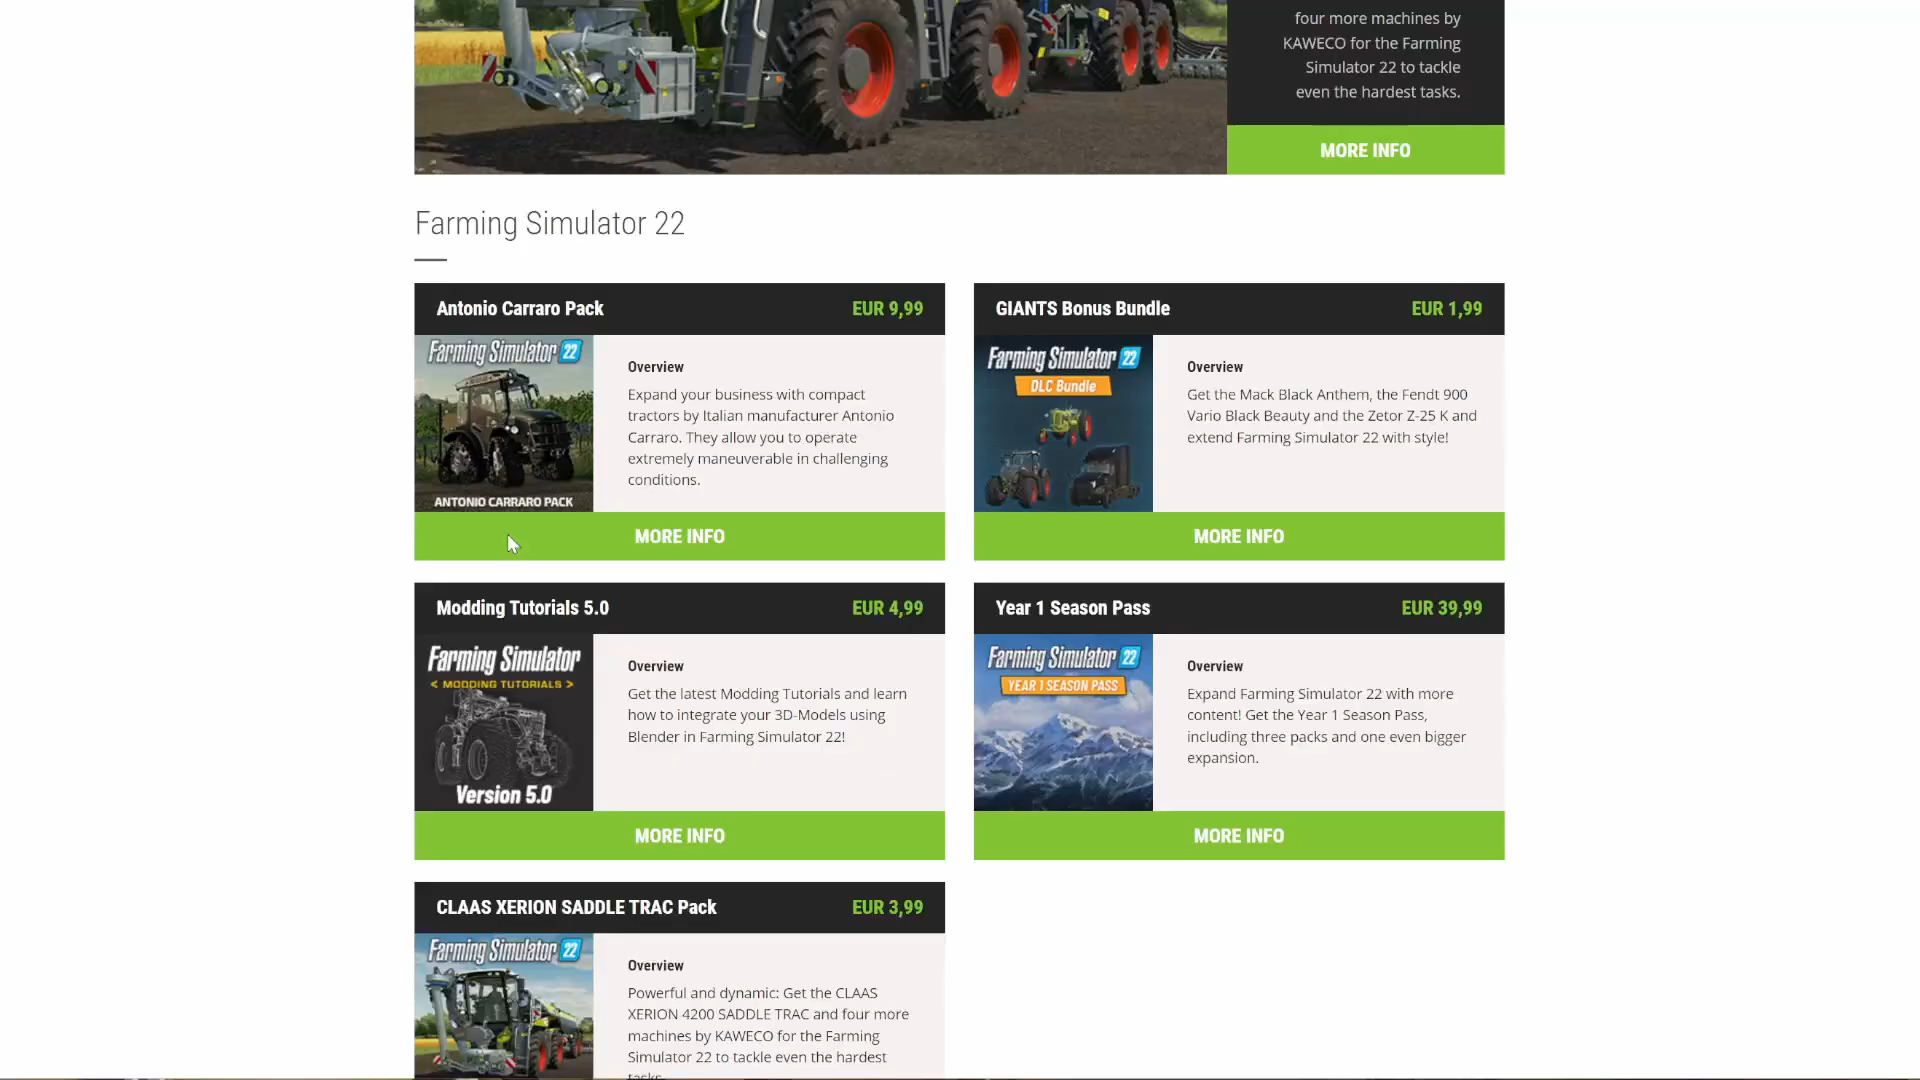 four more machines by
KAWECO for the Farming
Simulator 22 to tackle
even the hardest tasks.
MORE INFO
Farming Simulator 22
Antonio Carraro Pack EUR 9,99
Farming Simulator 22
ANTONIO CARRARO PACK
Overview
Expand your business with compact
tractors by Italian manufacturer Antonio
Carraro. They allow you to operate
extremely maneuverable in challenging
conditions.
MORE INFO
GIANTS Bonus Bundle EUR 1,99
Farming Simulator 22
DLC Bundle
Overview
Get the Mack Black Anthem, the Fendt 900
Vario Black Beauty and the Zetor Z-25 K and
extend Farming Simulator 22 with style!
MORE INFO
Modding Tutorials 5.0 EUR 4,99
Farming Simulator
< MODDING TUTORIALS >
Version 5.0
Overview
Get the latest Modding Tutorials and learn
how to integrate your 3D-Models using
Blender in Farming Simulator 22!
MORE INFO
Year 1 Season Pass EUR 39,99
Farming Simulator 22
YEAR 1 SEASON PASS
Overview
Expand Farming Simulator 22 with more
content! Get the Year 1 Season Pass,
including three packs and one even bigger
expansion.
MORE INFO
CLAAS XERION SADDLE TRAC Pack EUR 3,99
Farming Simulator 22
Overview
Powerful and dynamic: Get the CLAAS
XERION 4200 SADDLE TRAC and four more
machines by KAWECO for the Farming
Simulator 22 to tackle even the hardest
tasks.